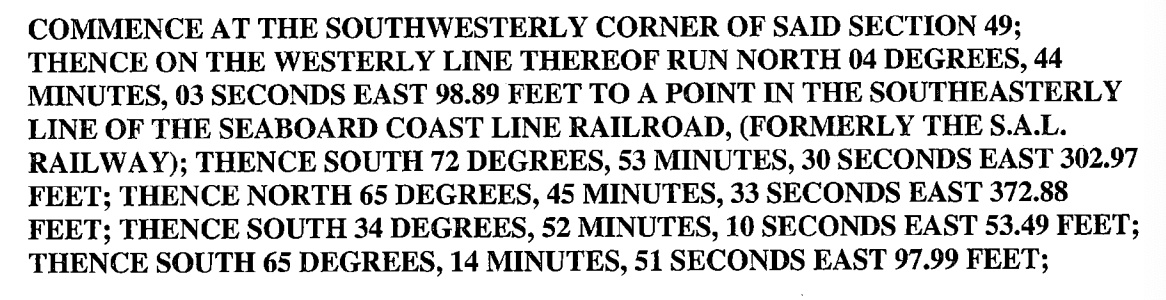 COMMENCE AT THE SOUTHWESTERLY CORNER OF SAID SECTION 49;
THENCE ON THE WESTERLY LINE THEREOF RUN NORTH 04 DEGREES, 44
MINUTES, 03 SECONDS EAST 98.89 FEET TO A POINT IN THE SOUTHEASTERLY
LINE OF THE SEABOARD COAST LINE RAILROAD, (FORMERLY THE S.A.L.
RAILWAY); THENCE SOUTH 72 DEGREES, 53 MINUTES, 30 SECONDS EAST 302.97
FEET; THENCE NORTH 65 DEGREES, 45 MINUTES, 33 SECONDS EAST 372.88
FEET; THENCE SOUTH 34 DEGREES, 52 MINUTES, 10 SECONDS EAST 53.49 FEET;
THENCE SOUTH 65 DEGREES, 14 MINUTES, 51 SECONDS EAST 97.99 FEET;